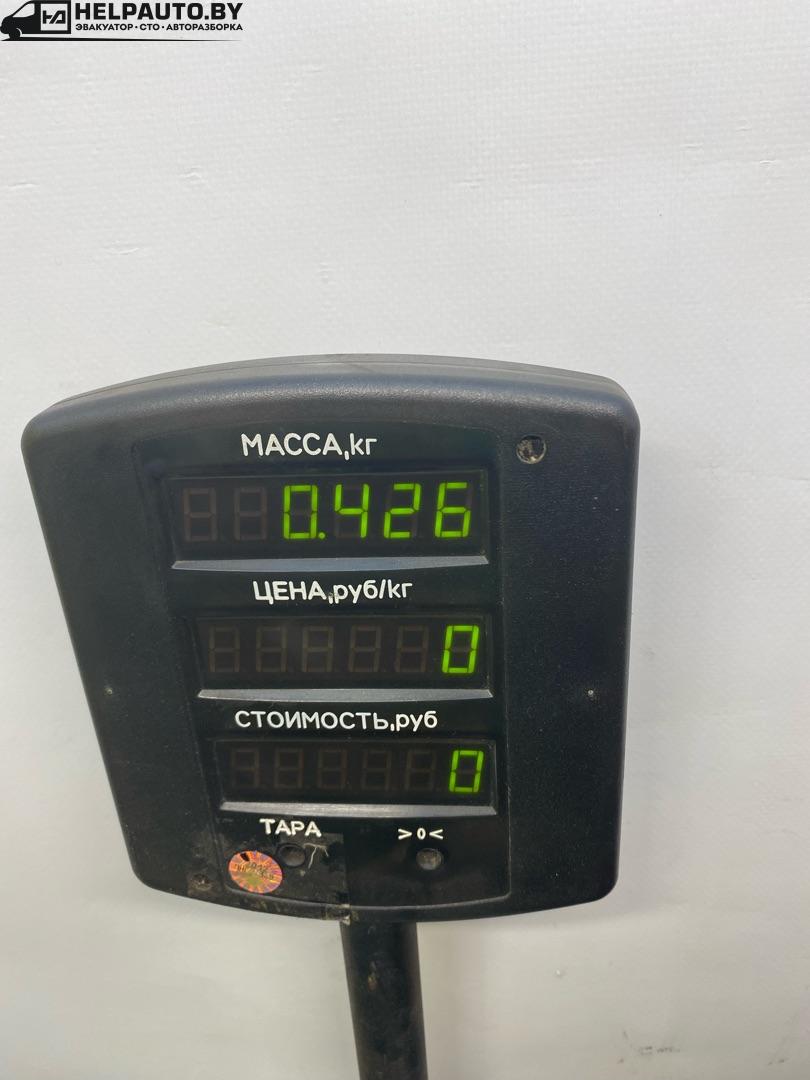 HELPAUTO.BY
ЭВАКУАТОР • СТО • АВТОРАЗБОРКА
МАССА,кг
0.426
ЦЕНА,руб/кг
0
СТОИМОСТЬ,руб
0
ТАРА >0<